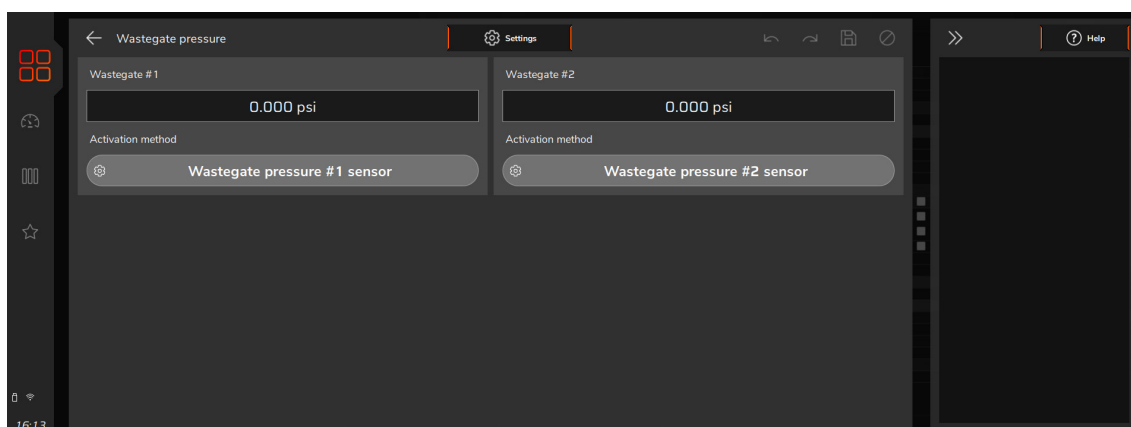 Wastegate pressure
Settings
Help
Wastegate #1
Wastegate #2
0.000 psi
0.000 psi
Activation method
Activation method
Wastegate pressure #1 sensor
Wastegate pressure #2 sensor
16:13